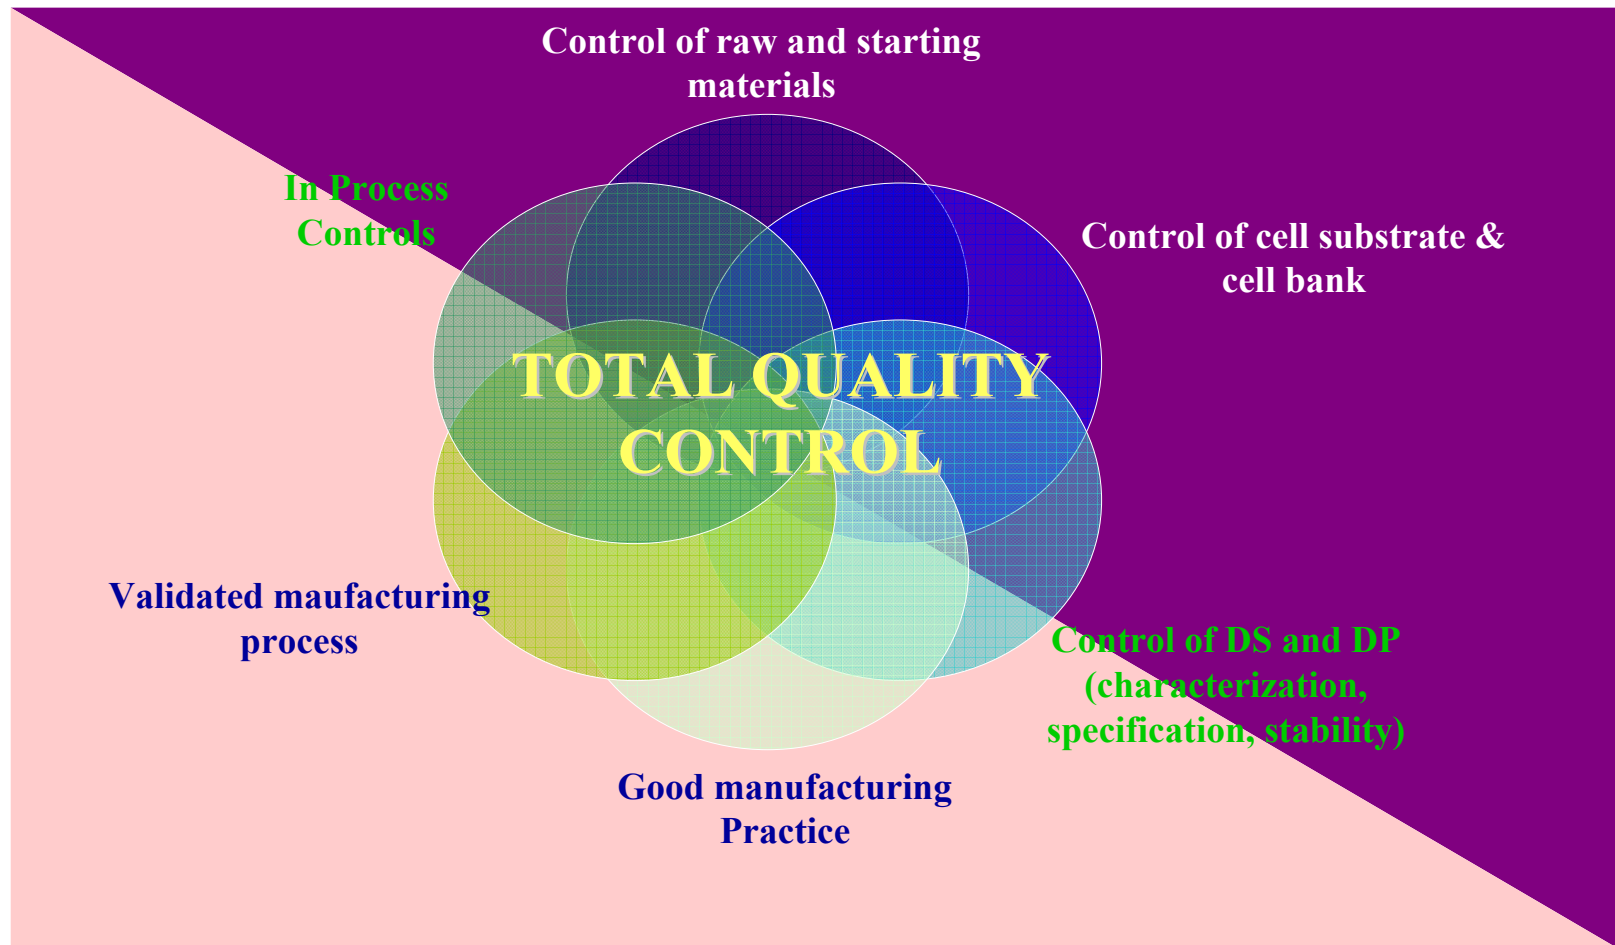 Control of raw and starting
materials
In Process
Controls
Control of cell substrate &
cell bank
TOTAL QUALITY
CONTROL
Validated maufacturing
process
Control of DS and DP
(characterization,
specification, stability)
Good manufacturing
Practice